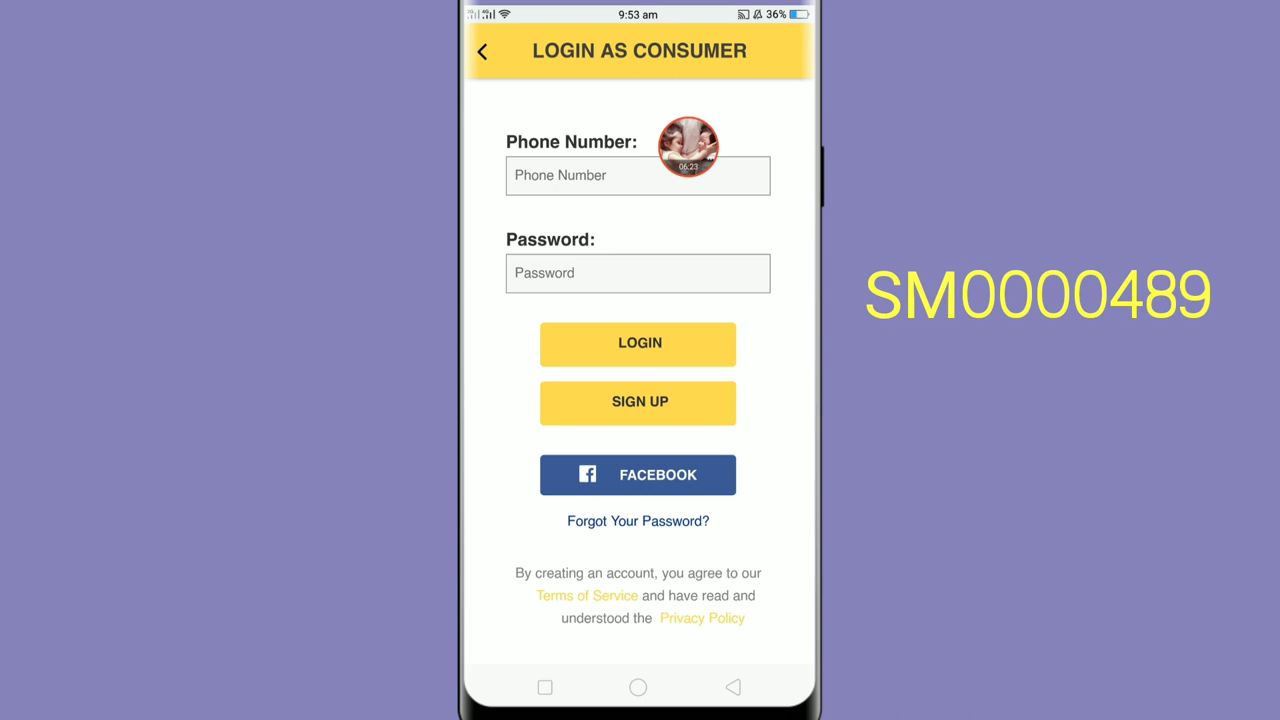 9:53 am
36%
LOGIN AS CONSUMER
Phone Number:
06:23
Phone Number
Password:
Password
LOGIN
SIGN UP
FACEBOOK
Forgot Your Password?
By creating an account, you agree to our
Terms of Service and have read and
understood the Privacy Policy
SM0000489